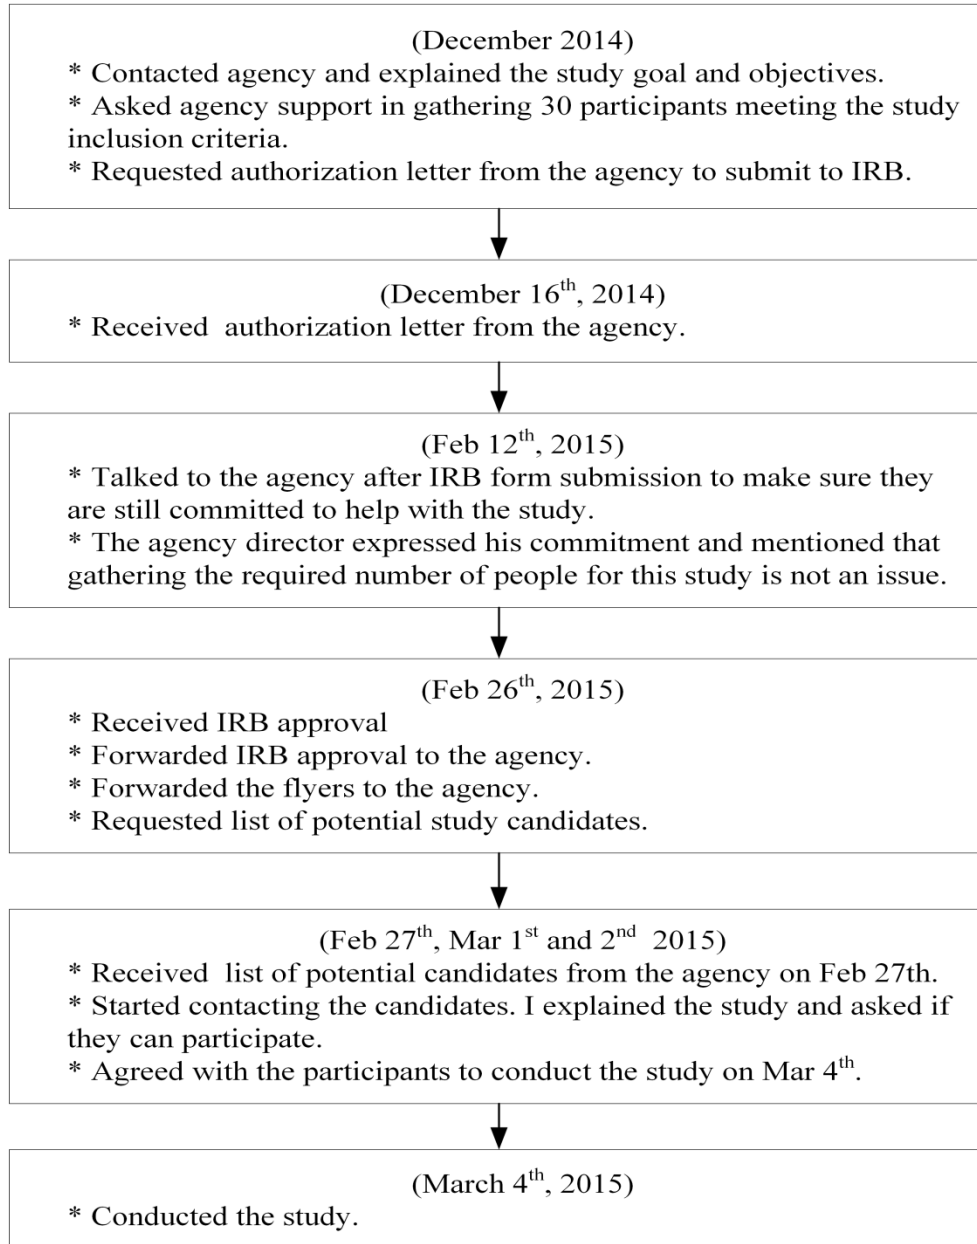 (December 2014)
* Contacted agency and explained the study goal and objectives.
* Asked agency support in gathering 30 participants meeting the study
inclusion criteria.
* Requested authorization letter from the agency to submit to IRB.
(December 16th, 2014)
* Received  authorization letter from the agency.
(Feb 12th, 2015)
* Talked to the agency after IRB form submission to make sure they
are still committed to help with the study.
* The agency director expressed his commitment and mentioned that
gathering the required number of people for this study is not an issue.
(Feb 26th, 2015)
* Received IRB approval
* Forwarded IRB approval to the agency.
* Forwarded the flyers to the agency.
* Requested list of potential study candidates.
(Feb 27th, Mar 1st and 2nd  2015)
* Received  list of potential candidates from the agency on Feb 27th.
* Started contacting the candidates. I explained the study and asked if
they can participate.
* Agreed with the participants to conduct the study on Mar 4th.
(March 4th, 2015)
* Conducted the study.